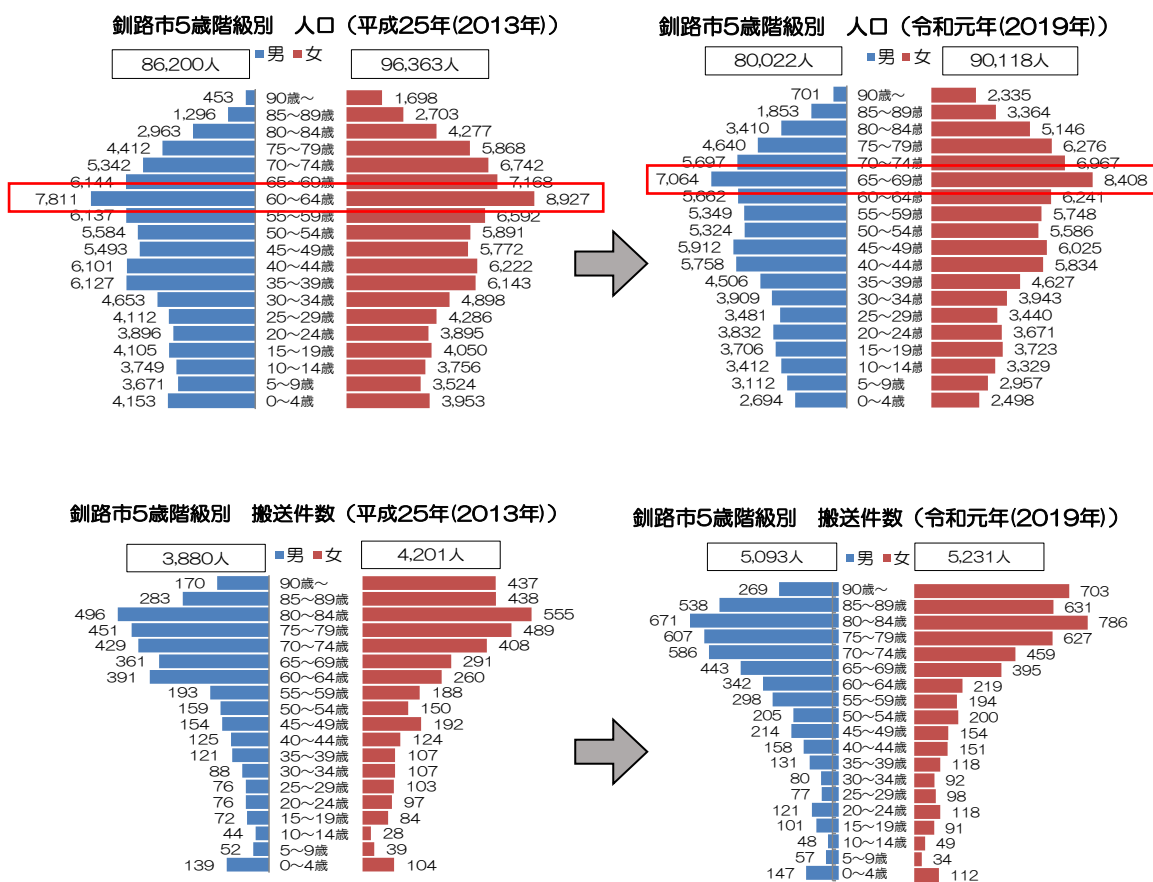 釧路市5歳階級別 人口（平成25年(2013年)）
86,200人 男 女 96,363人
453 90歳～ 1,698
1,296 85～89歳 2,703
2,963 80～84歳 4,277
4,412 75～79歳 5,868
5,342 70～74歳 6,742
6,144 65～69歳 7,168
7,811 60～64歳 8,927
6,137 55～59歳 6,592
5,584 50～54歳 5,891
5,493 45～49歳 5,772
6,101 40～44歳 6,222
6,127 35～39歳 6,143
4,653 30～34歳 4,898
4,112 25～29歳 4,286
3,896 20～24歳 3,895
4,105 15～19歳 4,050
3,749 10～14歳 3,756
3,671 5～9歳 3,524
4,153 0～4歳 3,953
釧路市5歳階級別 人口（令和元年(2019年)）
80,022人 男 女 90,118人
701 90歳～ 2,335
1,853 85～89歳 3,364
3,410 80～84歳 5,146
4,640 75～79歳 6,276
5,697 70～74歳 6,967
7,064 65～69歳 8,408
5,662 60～64歳 6,241
5,349 55～59歳 5,748
5,324 50～54歳 5,586
5,912 45～49歳 6,025
5,758 40～44歳 5,834
4,506 35～39歳 4,627
3,909 30～34歳 3,943
3,481 25～29歳 3,440
3,832 20～24歳 3,671
3,706 15～19歳 3,723
3,412 10～14歳 3,329
3,112 5～9歳 2,957
2,694 0～4歳 2,498
釧路市5歳階級別 搬送件数（平成25年(2013年)）
3,880人 男 女 4,201人
170 90歳～ 437
283 85～89歳 438
496 80～84歳 555
451 75～79歳 489
429 70～74歳 408
361 65～69歳 291
391 60～64歳 260
193 55～59歳 188
159 50～54歳 150
154 45～49歳 192
125 40～44歳 124
121 35～39歳 107
88 30～34歳 107
76 25～29歳 103
76 20～24歳 97
72 15～19歳 84
44 10～14歳 28
52 5～9歳 39
139 0～4歳 104
釧路市5歳階級別 搬送件数（令和元年(2019年)）
5,093人 男 女 5,231人
269 90歳～ 703
538 85～89歳 631
671 80～84歳 786
607 75～79歳 627
586 70～74歳 459
443 65～69歳 395
342 60～64歳 219
298 55～59歳 194
205 50～54歳 200
214 45～49歳 154
158 40～44歳 151
131 35～39歳 118
80 30～34歳 92
77 25～29歳 98
121 20～24歳 118
101 15～19歳 91
48 10～14歳 49
57 5～9歳 34
147 0～4歳 112